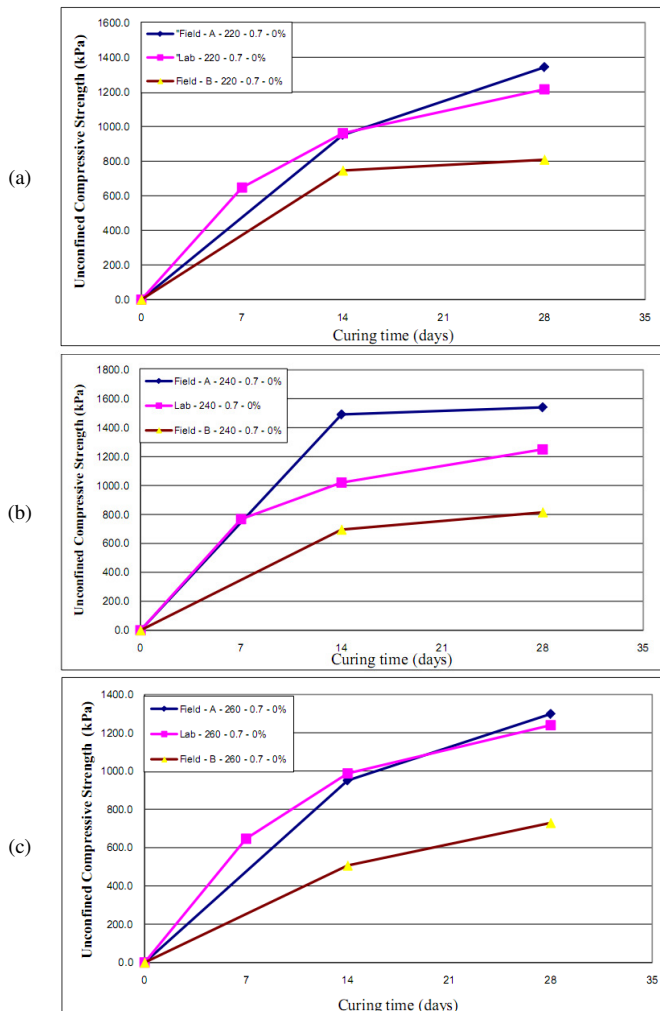 (a)
Unconfined Compressive Strength (kPa)
1600.0
1400.0
1200.0
1000.0
800.0
600.0
400.0
200.0
0.0
"Field - A - 220 - 0.7 - 0%
"Lab - 220 - 0.7 - 0%
Field - B - 220 - 0.7 - 0%
0 7 14 21 28 35
Curing time (days)
(b)
Unconfined Compressive Strength (kPa)
1800.0
1600.0
1400.0
1200.0
1000.0
800.0
600.0
400.0
200.0
0.0
Field - A - 240 - 0.7 - 0%
Lab - 240 - 0.7 - 0%
Field - B - 240 - 0.7 - 0%
0 7 14 21 28 35
Curing time (days)
(c)
Unconfined Compressive Strength (kPa)
1400.0
1200.0
1000.0
800.0
600.0
400.0
200.0
0.0
Field - A - 260 - 0.7 - 0%
Lab - 260 - 0.7 - 0%
Field - B - 260 - 0.7 - 0%
0 7 14 21 28 35
Curing time (days)